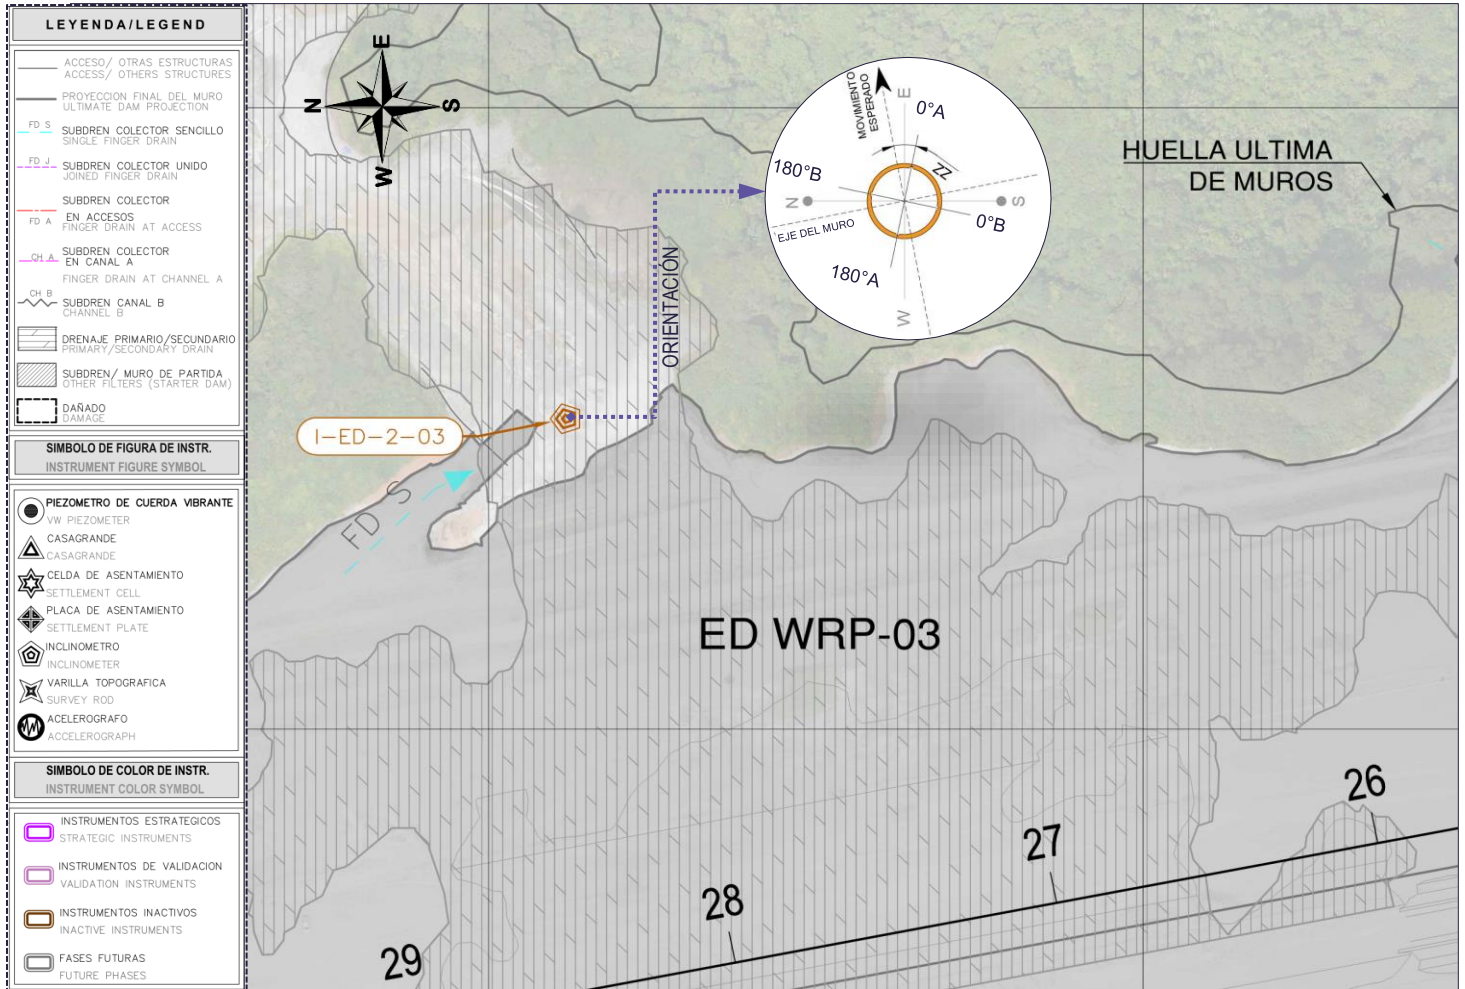 LEYENDA/LEGEND
ACCESO/ OTRAS ESTRUCTURAS
ACCESS/ OTHERS STRUCTURES
PROYECCION FINAL DEL MURO
ULTIMATE DAM PROJECTION
FD S
SUBDREN COLECTOR SENCILLO
SINGLE FINGER DRAIN
FD J
SUBDREN COLECTOR UNIDO
JOINED FINGER DRAIN
SUBDREN COLECTOR
EN ACCESOS
FD A
FINGER DRAIN AT ACCESS
SUBDREN COLECTOR
CH A
EN CANAL A
FINGER DRAIN AT CHANNEL A
CH B
SUBDREN CANAL B
CHANNEL B
DRENAJE PRIMARIO/SECUNDARIO
PRIMARY/SECONDARY DRAIN
SUBDREN/ MURO DE PARTIDA
OTHER FILTERS (STARTER DAM)
DAÑADO
DAMAGE
SIMBOLO DE FIGURA DE INSTR.
INSTRUMENT FIGURE SYMBOL
PIEZOMETRO DE CUERDA VIBRANTE
VW PIEZOMETER
CASAGRANDE
CASAGRANDE
CELDA DE ASENTAMIENTO
SETTLEMENT CELL
PLACA DE ASENTAMIENTO
SETTLEMENT PLATE
INCLINOMETRO
INCLINOMETER
VARILLA TOPOGRAFICA
SURVEY ROD
ACELEROGRAFO
ACCELEROGRAPH
SIMBOLO DE COLOR DE INSTR.
INSTRUMENT COLOR SYMBOL
INSTRUMENTOS ESTRATEGICOS
STRATEGIC INSTRUMENTS
INSTRUMENTOS DE VALIDACION
VALIDATION INSTRUMENTS
INSTRUMENTOS INACTIVOS
INACTIVE INSTRUMENTS
FASES FUTURAS
FUTURE PHASES
E
N
S
W
MOVIMIENTO
ESPERADO
E
0°A
ZZ
180°B
N
S
0°B
EJE DEL MURO
180°A
W
HUELLA ULTIMA
DE MUROS
ORIENTACIÓN
I-ED-2-03
FD S
ED WRP-03
26
27
28
29